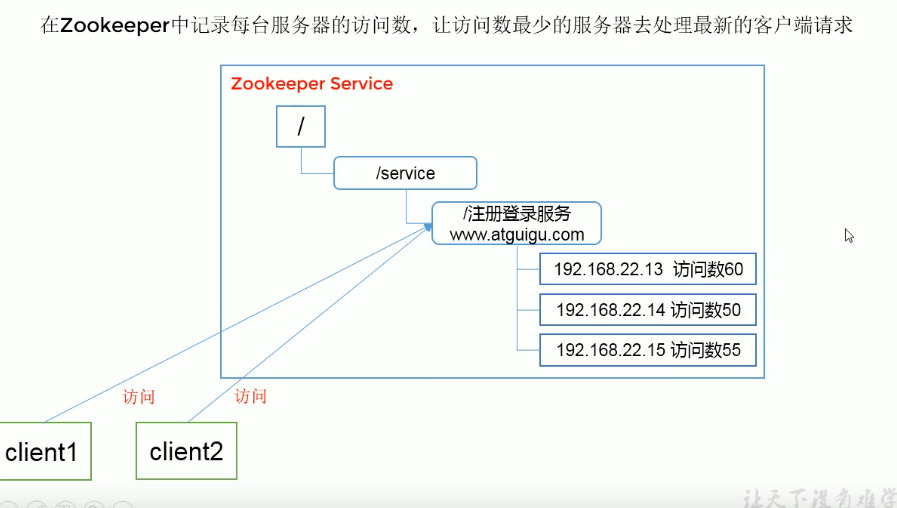 在Zookeeper中记录每台服务器的访问数，让访问数最少的服务器去处理最新的客户端请求
Zookeeper Service
/
/service
/注册登录服务
www.atguigu.com
192.168.22.13 访问数60
192.168.22.14 访问数50
192.168.22.15 访问数55
访问
访问
client1
client2
让天下没有难学